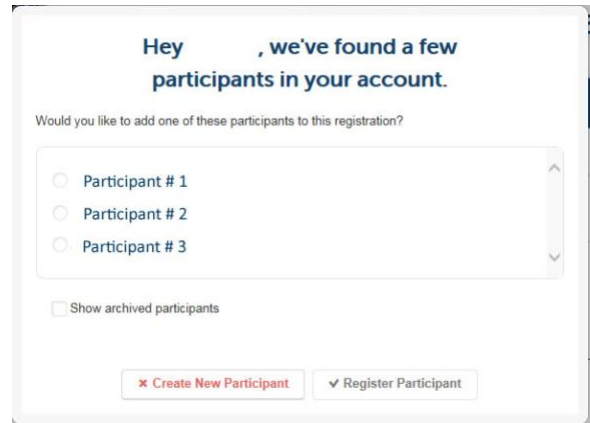 Hey , we've found a few
participants in your account.
Would you like to add one of these participants to this registration?
Participant # 1
Participant # 2
Participant # 3
Show archived participants
× Create New Participant
✔ Register Participant